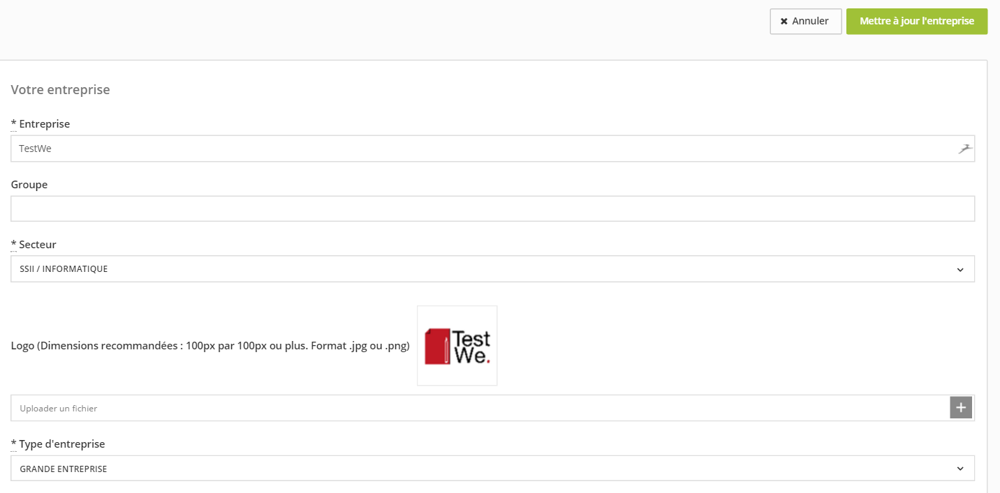 ✖ Annuler
Mettre à jour l'entreprise
Votre entreprise
* Entreprise
TestWe
Groupe
* Secteur
SSII / INFORMATIQUE
Logo (Dimensions recommandées : 100px par 100px ou plus. Format .jpg ou .png)
Test
We.
Uploader un fichier
+
* Type d'entreprise
GRANDE ENTREPRISE